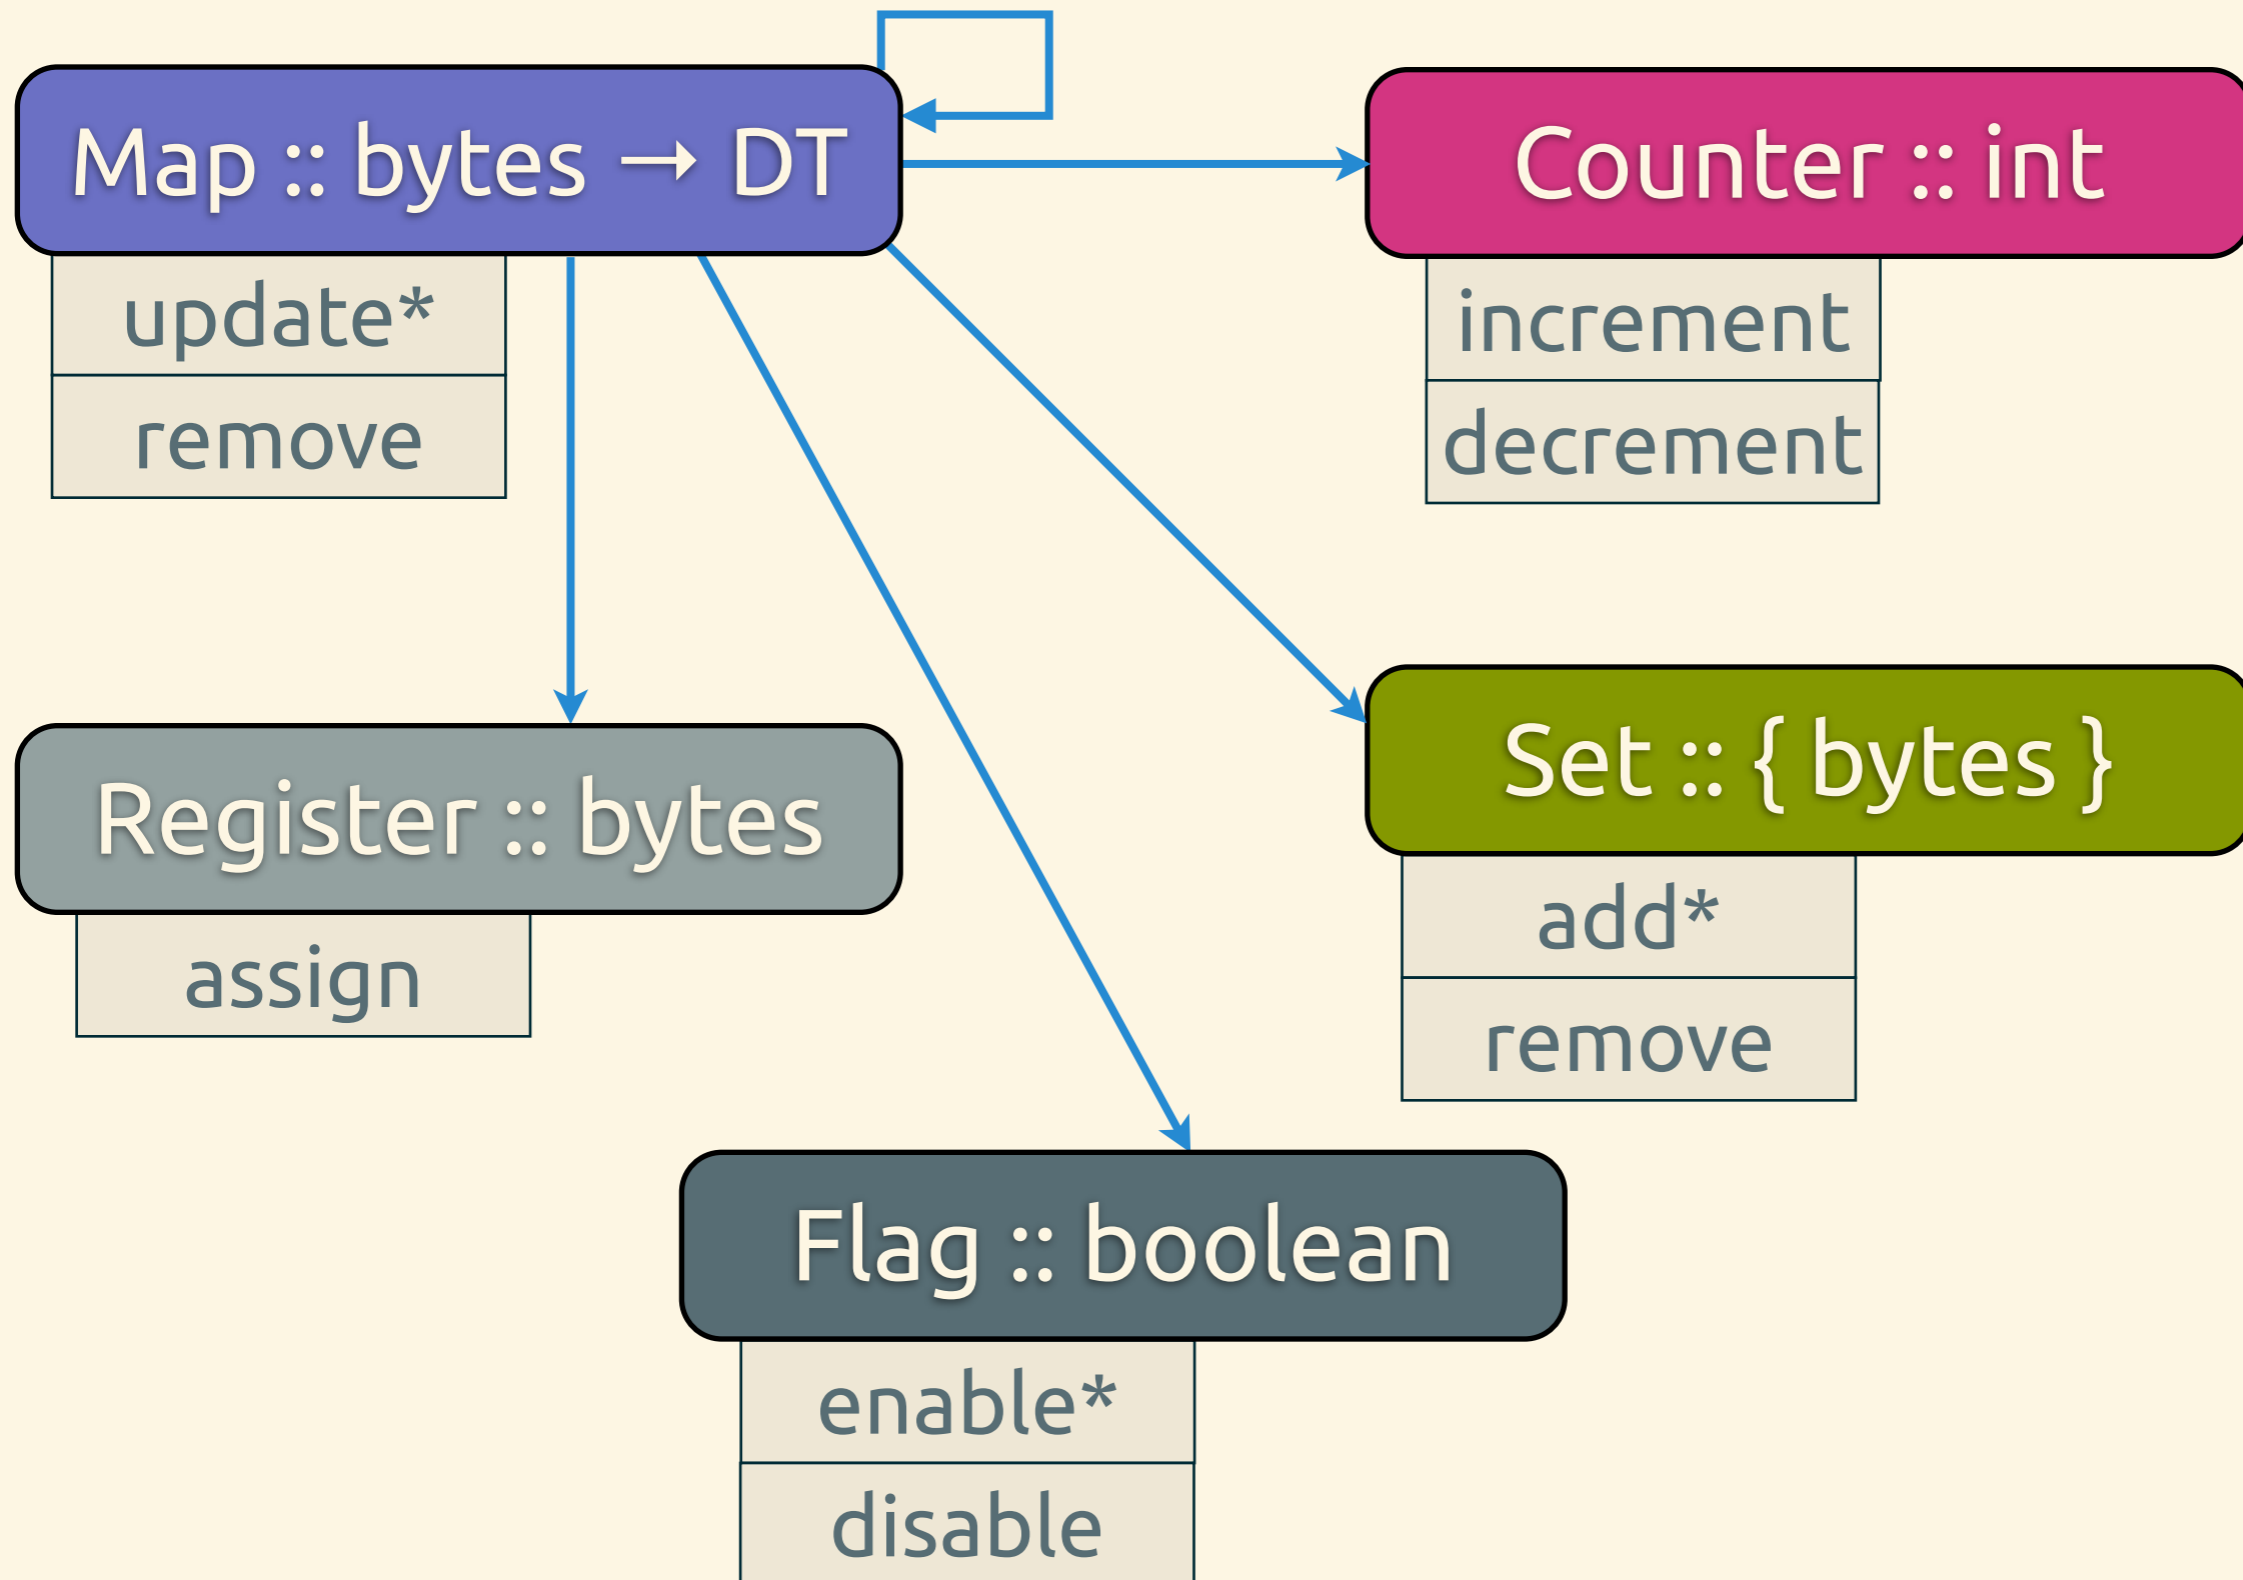 Map :: bytes → DT
update*
remove
Counter :: int
increment
decrement
Register :: bytes
assign
Set :: { bytes }
add*
remove
Flag :: boolean
enable*
disable